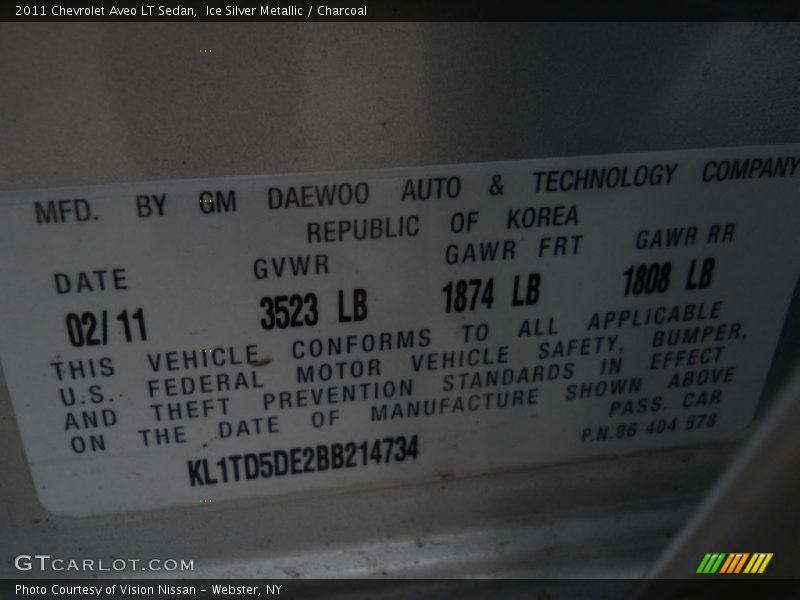 2011 Chevrolet Aveo LT Sedan,  Ice Silver Metallic / Charcoal
MFD. BY GM DAEWOO AUTO & TECHNOLOGY COMPANY
REPUBLIC OF KOREA
DATE GVWR GAWR FRT GAWR RR
02/ 11 3523 LB 1874 LB 1808 LB
THIS VEHICLE CONFORMS TO ALL APPLICABLE
U.S. FEDERAL MOTOR VEHICLE SAFETY, BUMPER,
AND THEFT PREVENTION STANDARDS IN EFFECT
ON THE DATE OF MANUFACTURE SHOWN ABOVE
PASS. CAR
KL1TD5DE2BB214734 P.N.96 404 578
GTCARLOT.COM
Photo Courtesy of Vision Nissan - Webster, NY